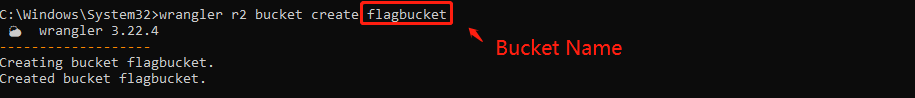 C:\Windows\System32>wrangler r2 bucket create flagbucket
wrangler 3.22.4
-------------------
Bucket Name
Creating bucket flagbucket.
Created bucket flagbucket.